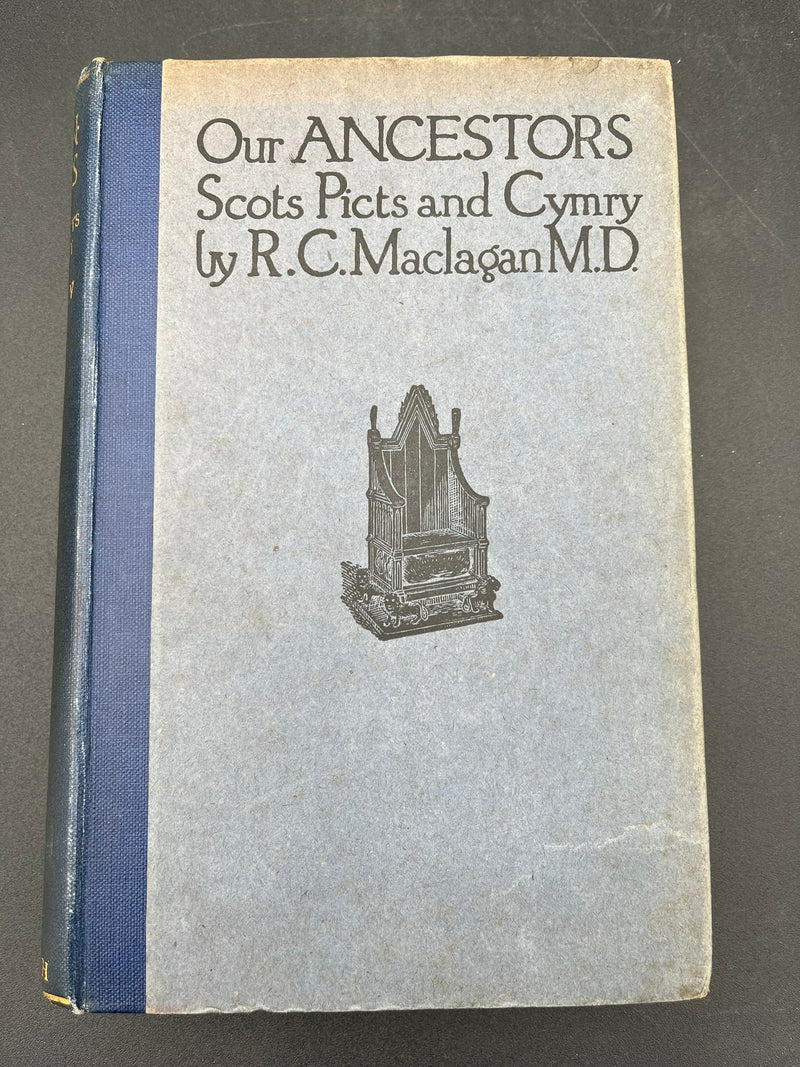 Our ANCESTORS
Scots Picts and Cymry
by R.C. Maclagan M.D.